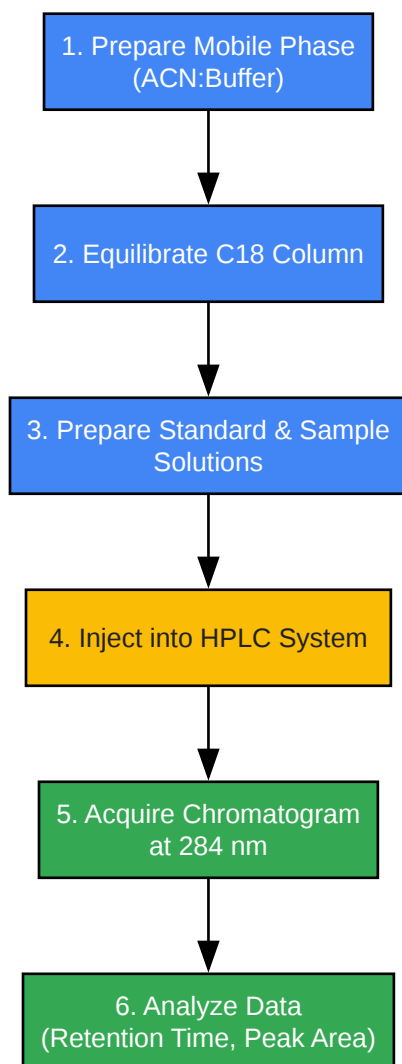 1. Prepare Mobile Phase
(ACN:Buffer)
2. Equilibrate C18 Column
3. Prepare Standard & Sample
Solutions
4. Inject into HPLC System
5. Acquire Chromatogram
at 284 nm
6. Analyze Data
(Retention Time, Peak Area)